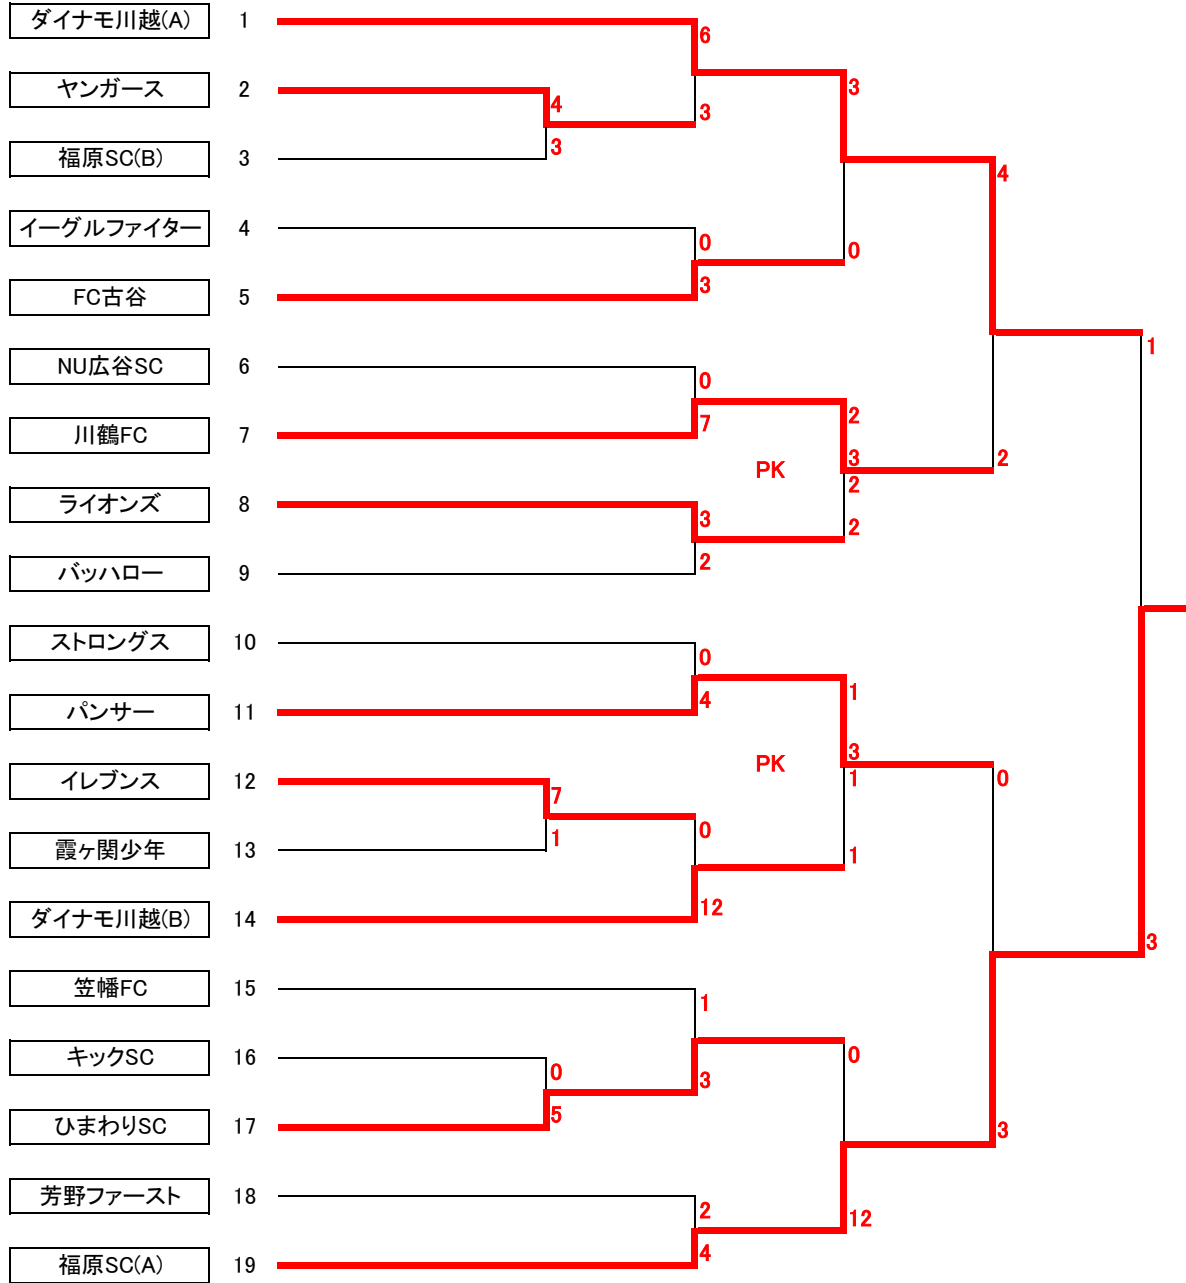 ダイナモ川越(A) 1
6
ヤンガース 2
4
3
3
3
福原SC(B) 3
4
イーグルファイター 4
0
0
FC古谷 5
3
1
NU広谷SC 6
0
2
川鶴FC 7
7
3
2
PK
2
ライオンズ 8
3
2
バッハロー 9
2
ストロングス 10
0
1
パンサー 11
4
3
PK
1
0
イレブンス 12
7
0
霞ヶ関少年 13
1
1
ダイナモ川越(B) 14
12
3
笠幡FC 15
1
0
キックSC 16
0
3
ひまわりSC 17
5
3
芳野ファースト 18
2
12
福原SC(A) 19
4